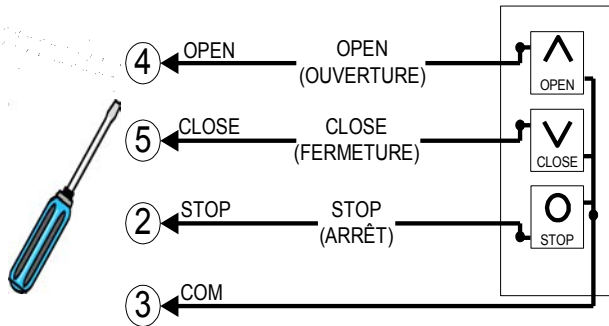 4 OPEN OPEN
(OUVERTURE)
OPEN
5 CLOSE CLOSE
(FERMETURE)
CLOSE
2 STOP STOP
(ARRÊT)
STOP
3 COM